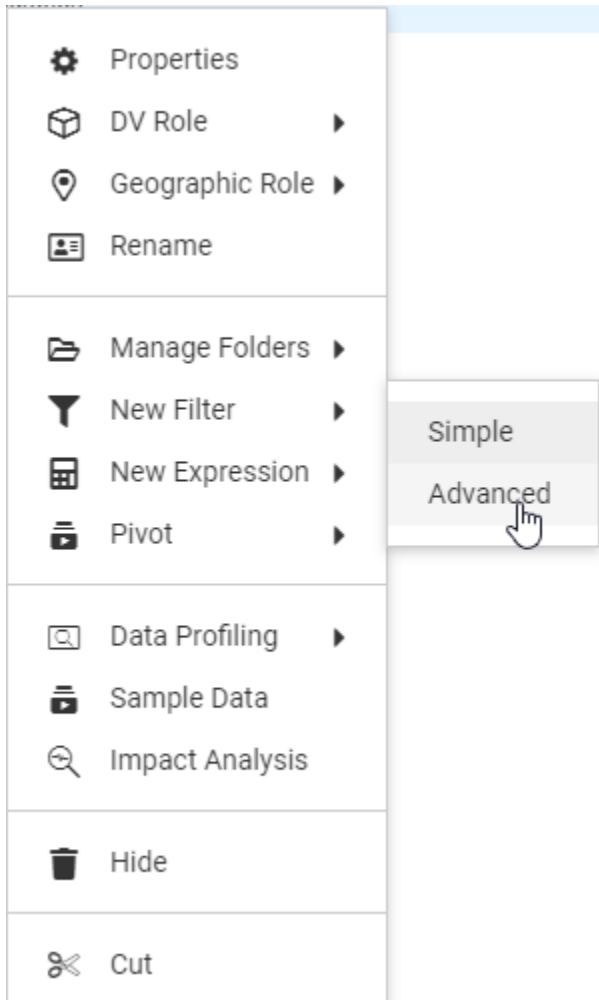 Properties
DV Role
Geographic Role
Rename
Manage Folders
New Filter
Simple
New Expression
Advanced
Pivot
Data Profiling
Sample Data
Impact Analysis
Hide
Cut